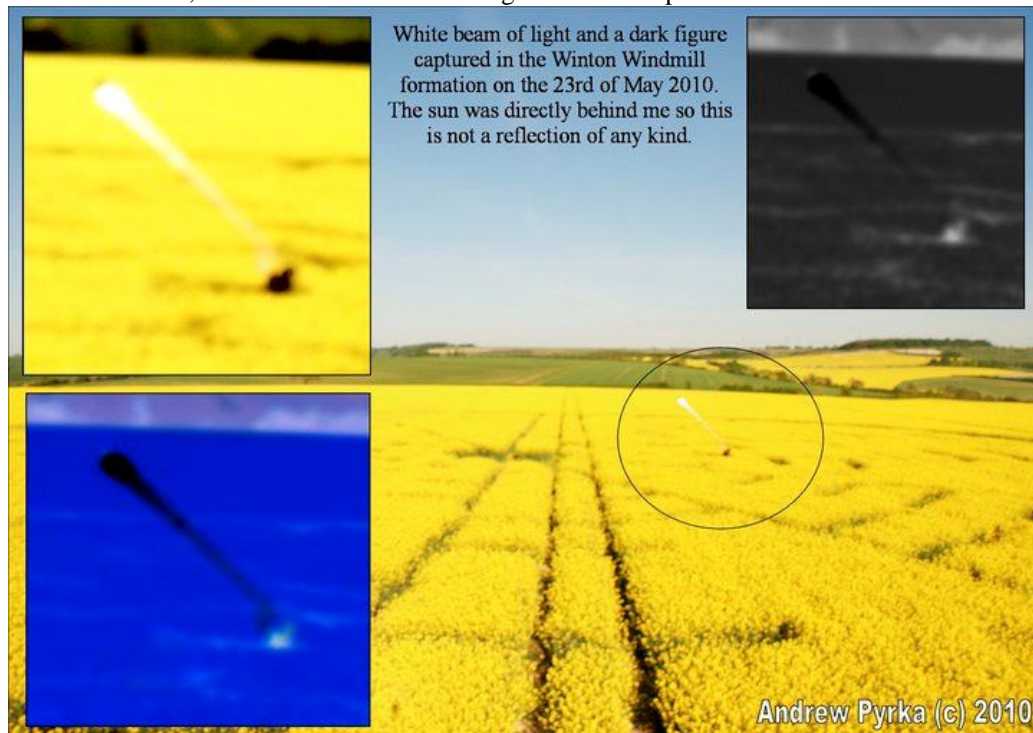 White beam of light and a dark figure
captured in the Winton Windmill
formation on the 23rd of May 2010.
The sun was directly behind me so this
is not a reflection of any kind.
Andrew Pyrka (c) 2010